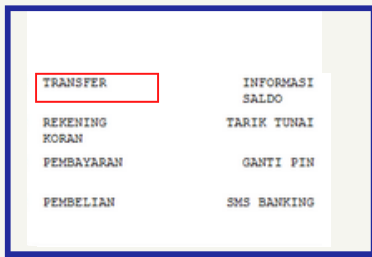 TRANSFER
INFORMASI
SALDO
REKENING
KORAN
TARIK TUNAI
PEMBAYARAN
GANTI PIN
PEMBELIAN
SMS BANKING